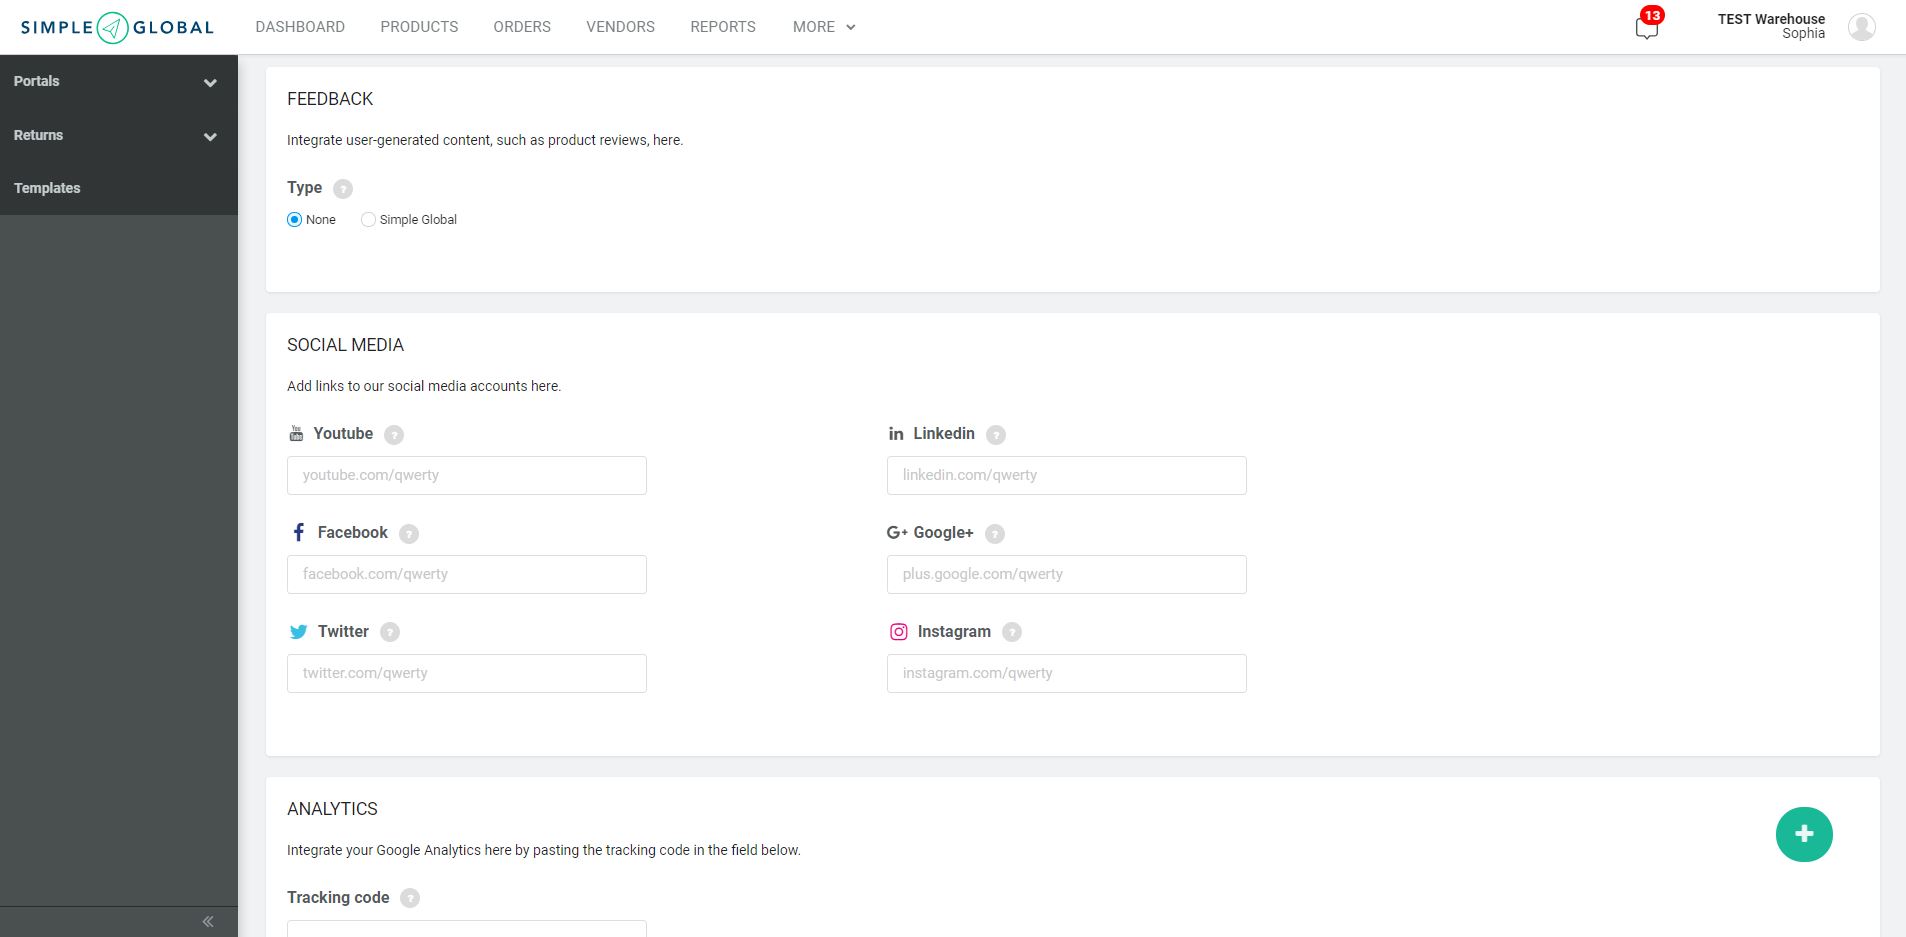 SIMPLE GLOBAL
DASHBOARD PRODUCTS ORDERS VENDORS REPORTS MORE
13
TEST Warehouse
Sophia
Portals
Returns
Templates
FEEDBACK
Integrate user-generated content, such as product reviews, here.
Type ?
None Simple Global
SOCIAL MEDIA
Add links to our social media accounts here.
You Tube Youtube ? in Linkedin ?
youtube.com/qwerty linkedin.com/qwerty
f Facebook ? G+ Google+ ?
facebook.com/qwerty plus.google.com/qwerty
Twitter ? Instagram ?
twitter.com/qwerty instagram.com/qwerty
ANALYTICS
Integrate your Google Analytics here by pasting the tracking code in the field below.
Tracking code ?